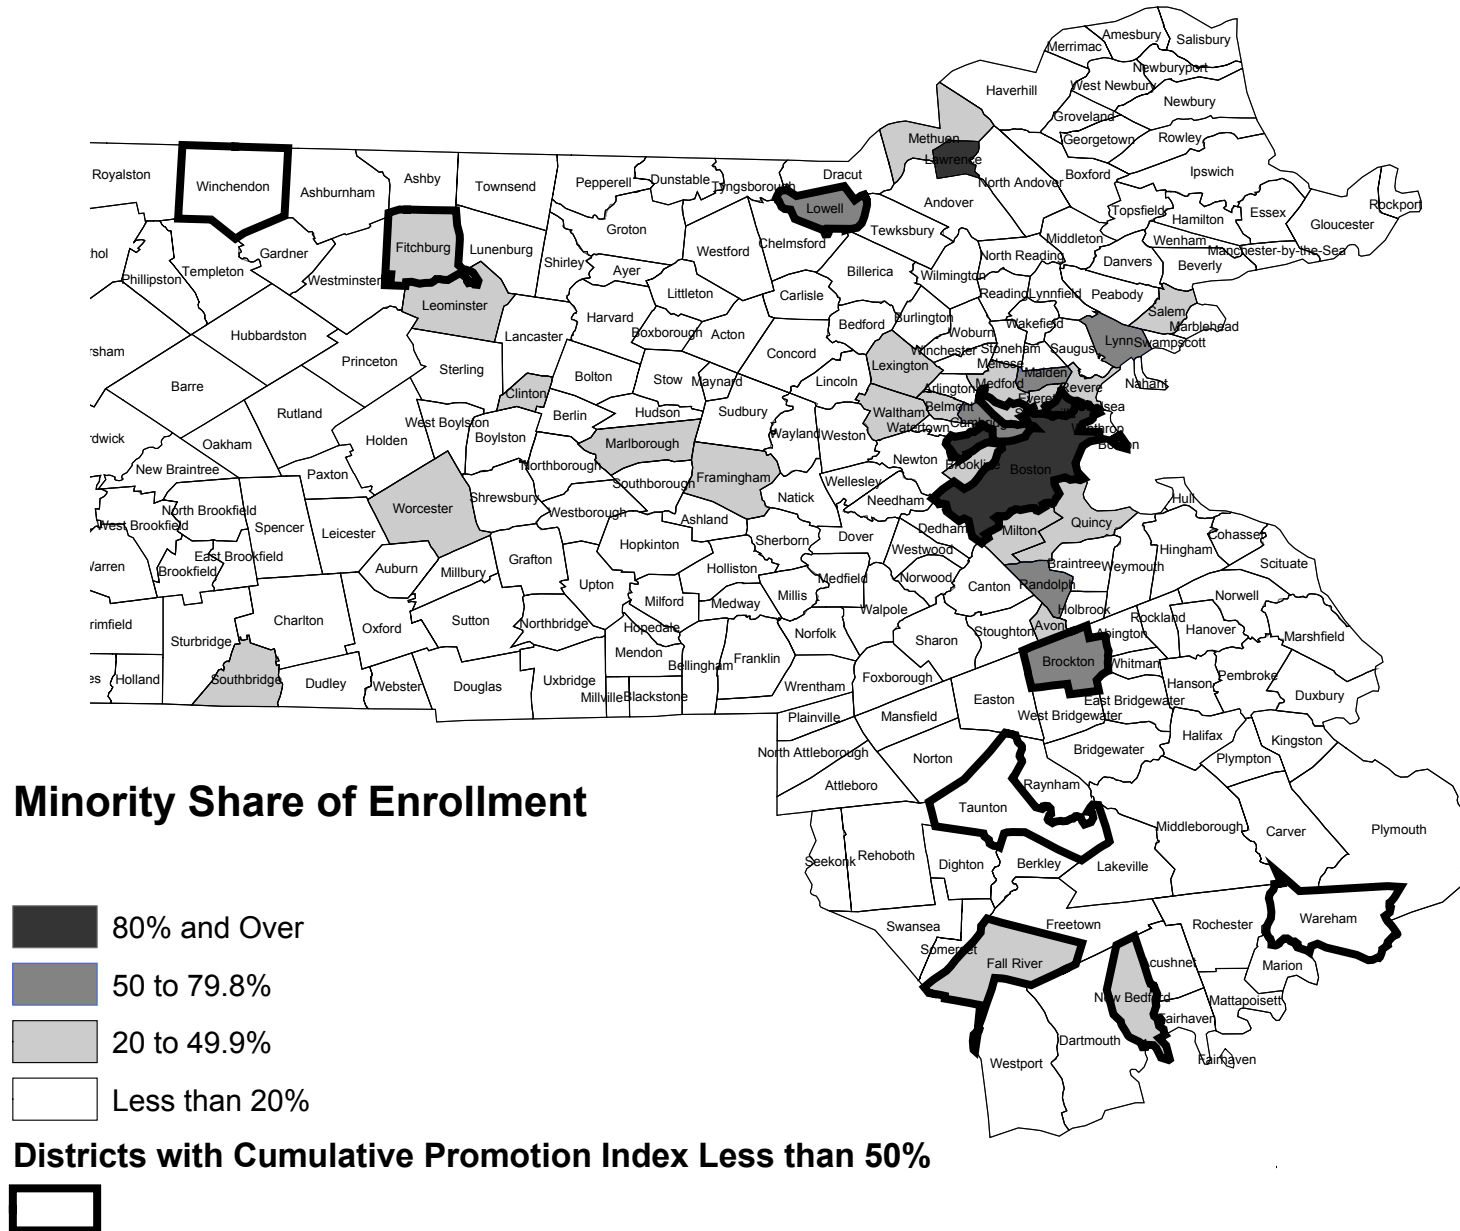 Amesbury
Salisbury
Merrimac
Newburyport
West Newbury
Haverhill
Newbury
Groveland
Georgetown
Rowley
Methuen
Lawrence
Boxford
Ipswich
North Andover
Royalston
Winchendon
Ashburnham
Ashby
Townsend
Pepperell
Dunstable
Tyngsborough
Dracut
Lowell
Andover
Topsfield
Hamilton
Essex
Gloucester
Rockport
Tewksbury
Middleton
Wenham
Manchester-by-the-Sea
Groton
Fitchburg
Lunenburg
Westford
Chelmsford
North Reading
Danvers
Beverly
thol
Phillipston
Templeton
Gardner
Westminster
Shirley
Ayer
Billerica
Wilmington
Littleton
Carlisle
Reading
Lynnfield
Peabody
Leominster
Salem
Marblehead
Hubbardston
Harvard
Boxborough
Acton
Bedford
Burlington
Woburn
Wakefield
Lancaster
Lynn
Swampscott
rsham
Princeton
Concord
Winchester
Stoneham
Saugus
Sterling
Lexington
Melrose
Malden
Barre
Clinton
Bolton
Stow
Maynard
Lincoln
Arlington
Medford
Revere
Nahant
Everett
Rutland
West Boylston
Berlin
Hudson
Sudbury
Waltham
Belmont
Watertown
Winthrop
rdwick
Oakham
Holden
Boylston
Marlborough
Wayland
Weston
Boston
New Braintree
Paxton
Northborough
Newton
Brookline
Boston
Southborough
Framingham
Natick
Wellesley
Needham
Worcester
Shrewsbury
Westborough
Hull
North Brookfield
West Brookfield
Spencer
Leicester
Ashland
Dedham
Milton
Quincy
East Brookfield
Hopkinton
Sherborn
Dover
Westwood
Cohasset
Hingham
Scituate
Warren
Brookfield
Auburn
Millbury
Grafton
Holliston
Medfield
Norwood
Braintree
Weymouth
Upton
Canton
Randolph
Millis
Milford
Medway
Walpole
Holbrook
Norwell
rimfield
Charlton
Oxford
Sutton
Northbridge
Hopedale
Norfolk
Sharon
Stoughton
Avon
Rockland
Abington
Hanover
Marshfield
Sturbridge
Mendon
Bellingham
Franklin
Brockton
Whitman
es
Holland
Southbridge
Dudley
Webster
Douglas
Uxbridge
Millville
Blackstone
Wrentham
Foxborough
Hanson
Pembroke
Duxbury
Easton
East Bridgewater
West Bridgewater
Plainville
Mansfield
Halifax
Kingston
North Attleborough
Norton
Bridgewater
Plympton
Attleboro
Raynham
Taunton
Middleborough
Carver
Plymouth
Seekonk
Rehoboth
Dighton
Berkley
Lakeville
Swansea
Freetown
Rochester
Wareham
Somerset
Fall River
cushnet
Marion
New Bedford
Mattapoisett
Fairhaven
Dartmouth
Westport
Fairhaven
Minority Share of Enrollment
80% and Over
50 to 79.8%
20 to 49.9%
Less than 20%
Districts with Cumulative Promotion Index Less than 50%